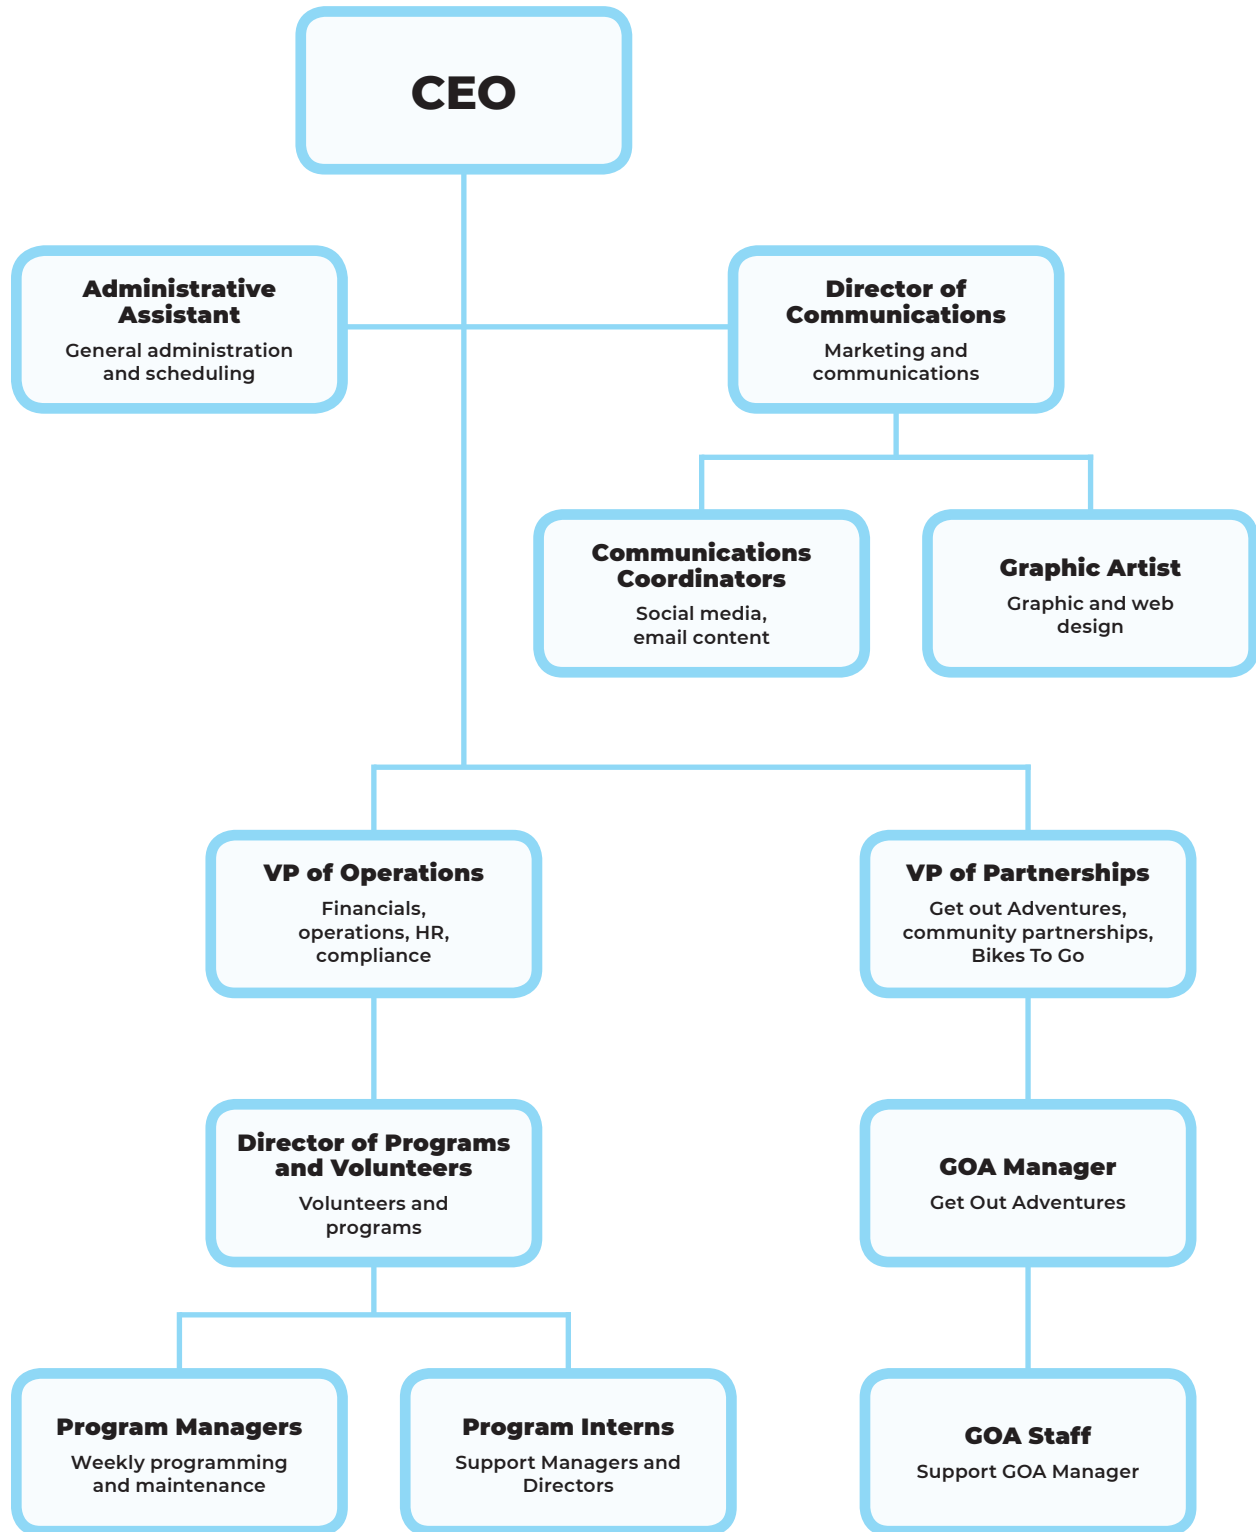 CEO
Administrative
Assistant
General administration
and scheduling
Director of
Communications
Marketing and
communications
Communications
Coordinators
Social media,
email content
Graphic Artist
Graphic and web
design
VP of Operations
Financials,
operations, HR,
compliance
VP of Partnerships
Get out Adventures,
community partnerships,
Bikes To Go
Director of Programs
and Volunteers
Volunteers and
programs
GOA Manager
Get Out Adventures
Program Managers
Weekly programming
and maintenance
Program Interns
Support Managers and
Directors
GOA Staff
Support GOA Manager